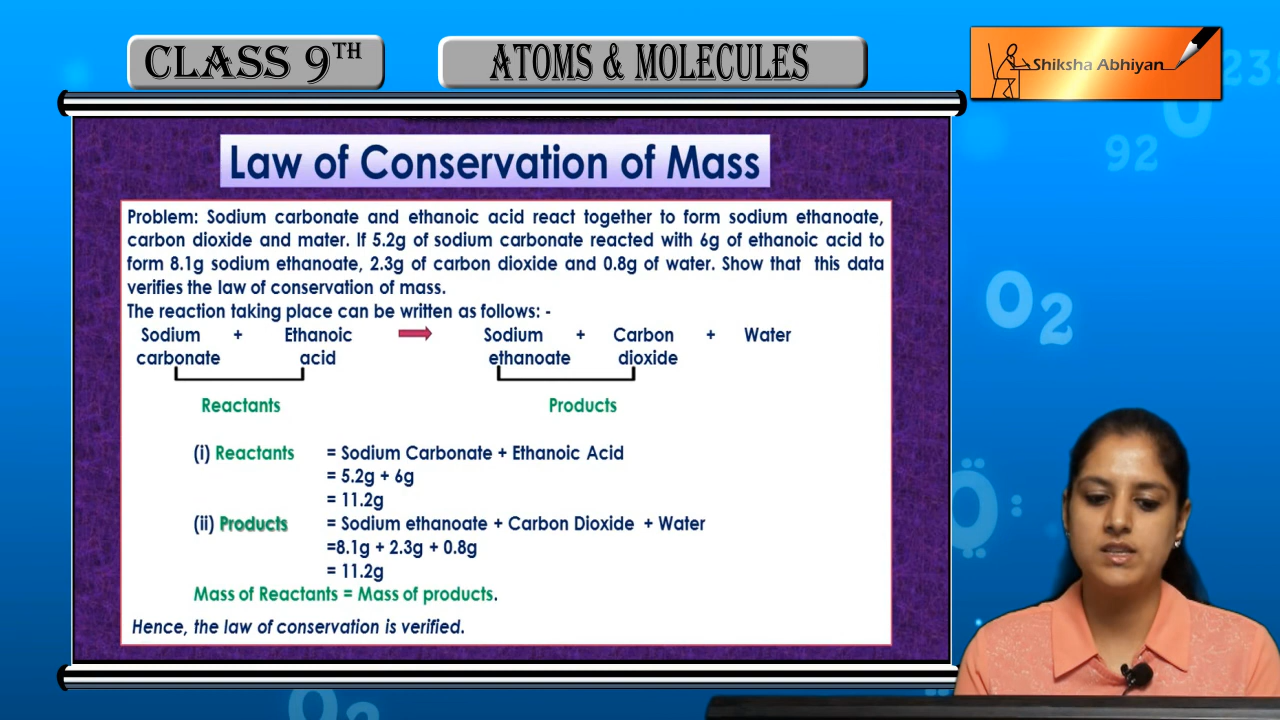 CLASS 9TH
ATOMS & MOLECULES
Shiksha Abhiyan
Law of Conservation of Mass
Problem: Sodium carbonate and ethanoic acid react together to form sodium ethanoate,
carbon dioxide and mater. If 5.2g of sodium carbonate reacted with 6g of ethanoic acid to
form 8.1g sodium ethanoate, 2.3g of carbon dioxide and 0.8g of water. Show that this data
verifies the law of conservation of mass.
The reaction taking place can be written as follows: -
Sodium + Ethanoic Sodium + Carbon + Water
carbonate acid ethanoate dioxide
Reactants Products
(i) Reactants = Sodium Carbonate + Ethanoic Acid
= 5.2g + 6g
= 11.2g
(ii) Products = Sodium ethanoate + Carbon Dioxide + Water
=8.1g + 2.3g + 0.8g
= 11.2g
Mass of Reactants = Mass of products.
Hence, the law of conservation is verified.
92
O2
O2